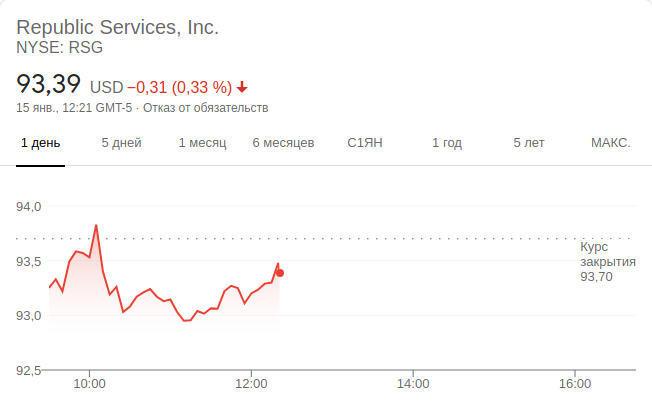 Republic Services, Inc.
NYSE: RSG
93,39 USD −0,31 (0,33 %)
15 янв., 12:21 GMT-5 · Отказ от обязательств
1 день 5 дней 1 месяц 6 месяцев С1ЯН 1 год 5 лет МАКС.
94,0
Курс
93,5 закрытия
93,70
93,0
92,5
10:00 12:00 14:00 16:00